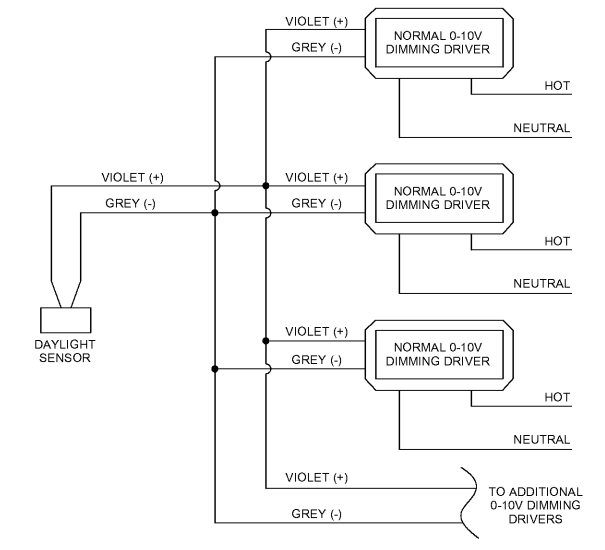 VIOLET (+)
GREY (-)
NORMAL 0-10V
DIMMING DRIVER
HOT
NEUTRAL
VIOLET (+)
GREY (-)
VIOLET (+)
GREY (-)
NORMAL 0-10V
DIMMING DRIVER
HOT
NEUTRAL
DAYLIGHT
SENSOR
VIOLET (+)
GREY (-)
NORMAL 0-10V
DIMMING DRIVER
HOT
NEUTRAL
VIOLET (+)
GREY (-)
TO ADDITIONAL
0-10V DIMMING
DRIVERS